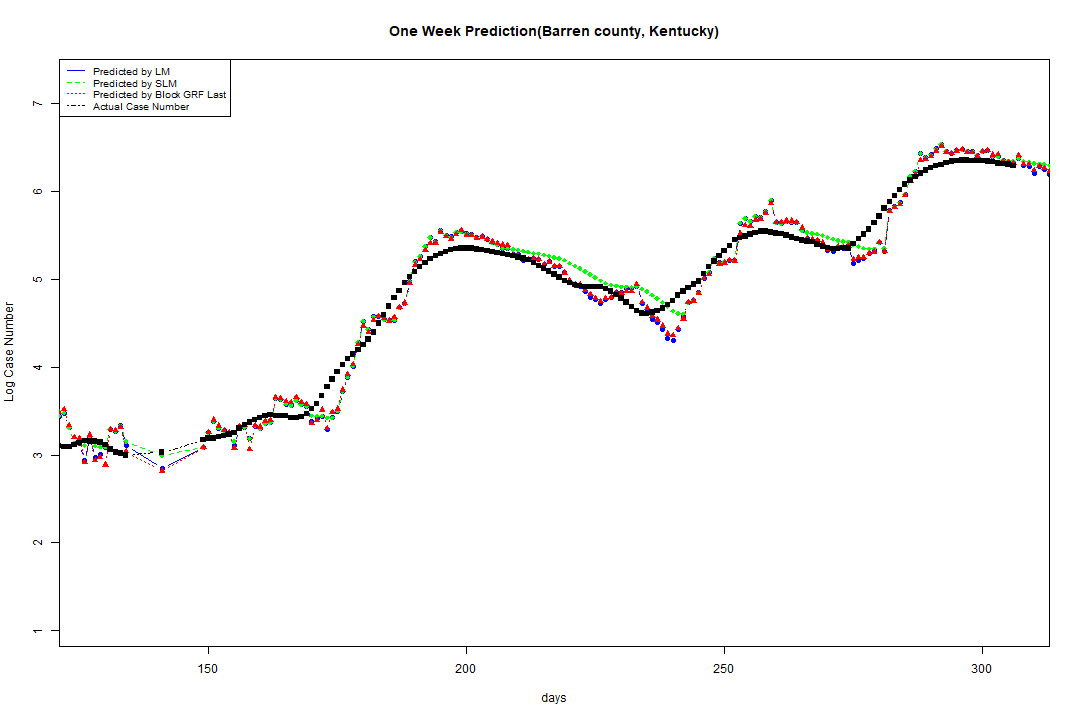 One Week Prediction(Barren county, Kentucky)
Predicted by LM
Predicted by SLM
Predicted by Block GRF Last
Actual Case Number
7
6
5
4
3
2
1
Log Case Number
150 200 250 300
days